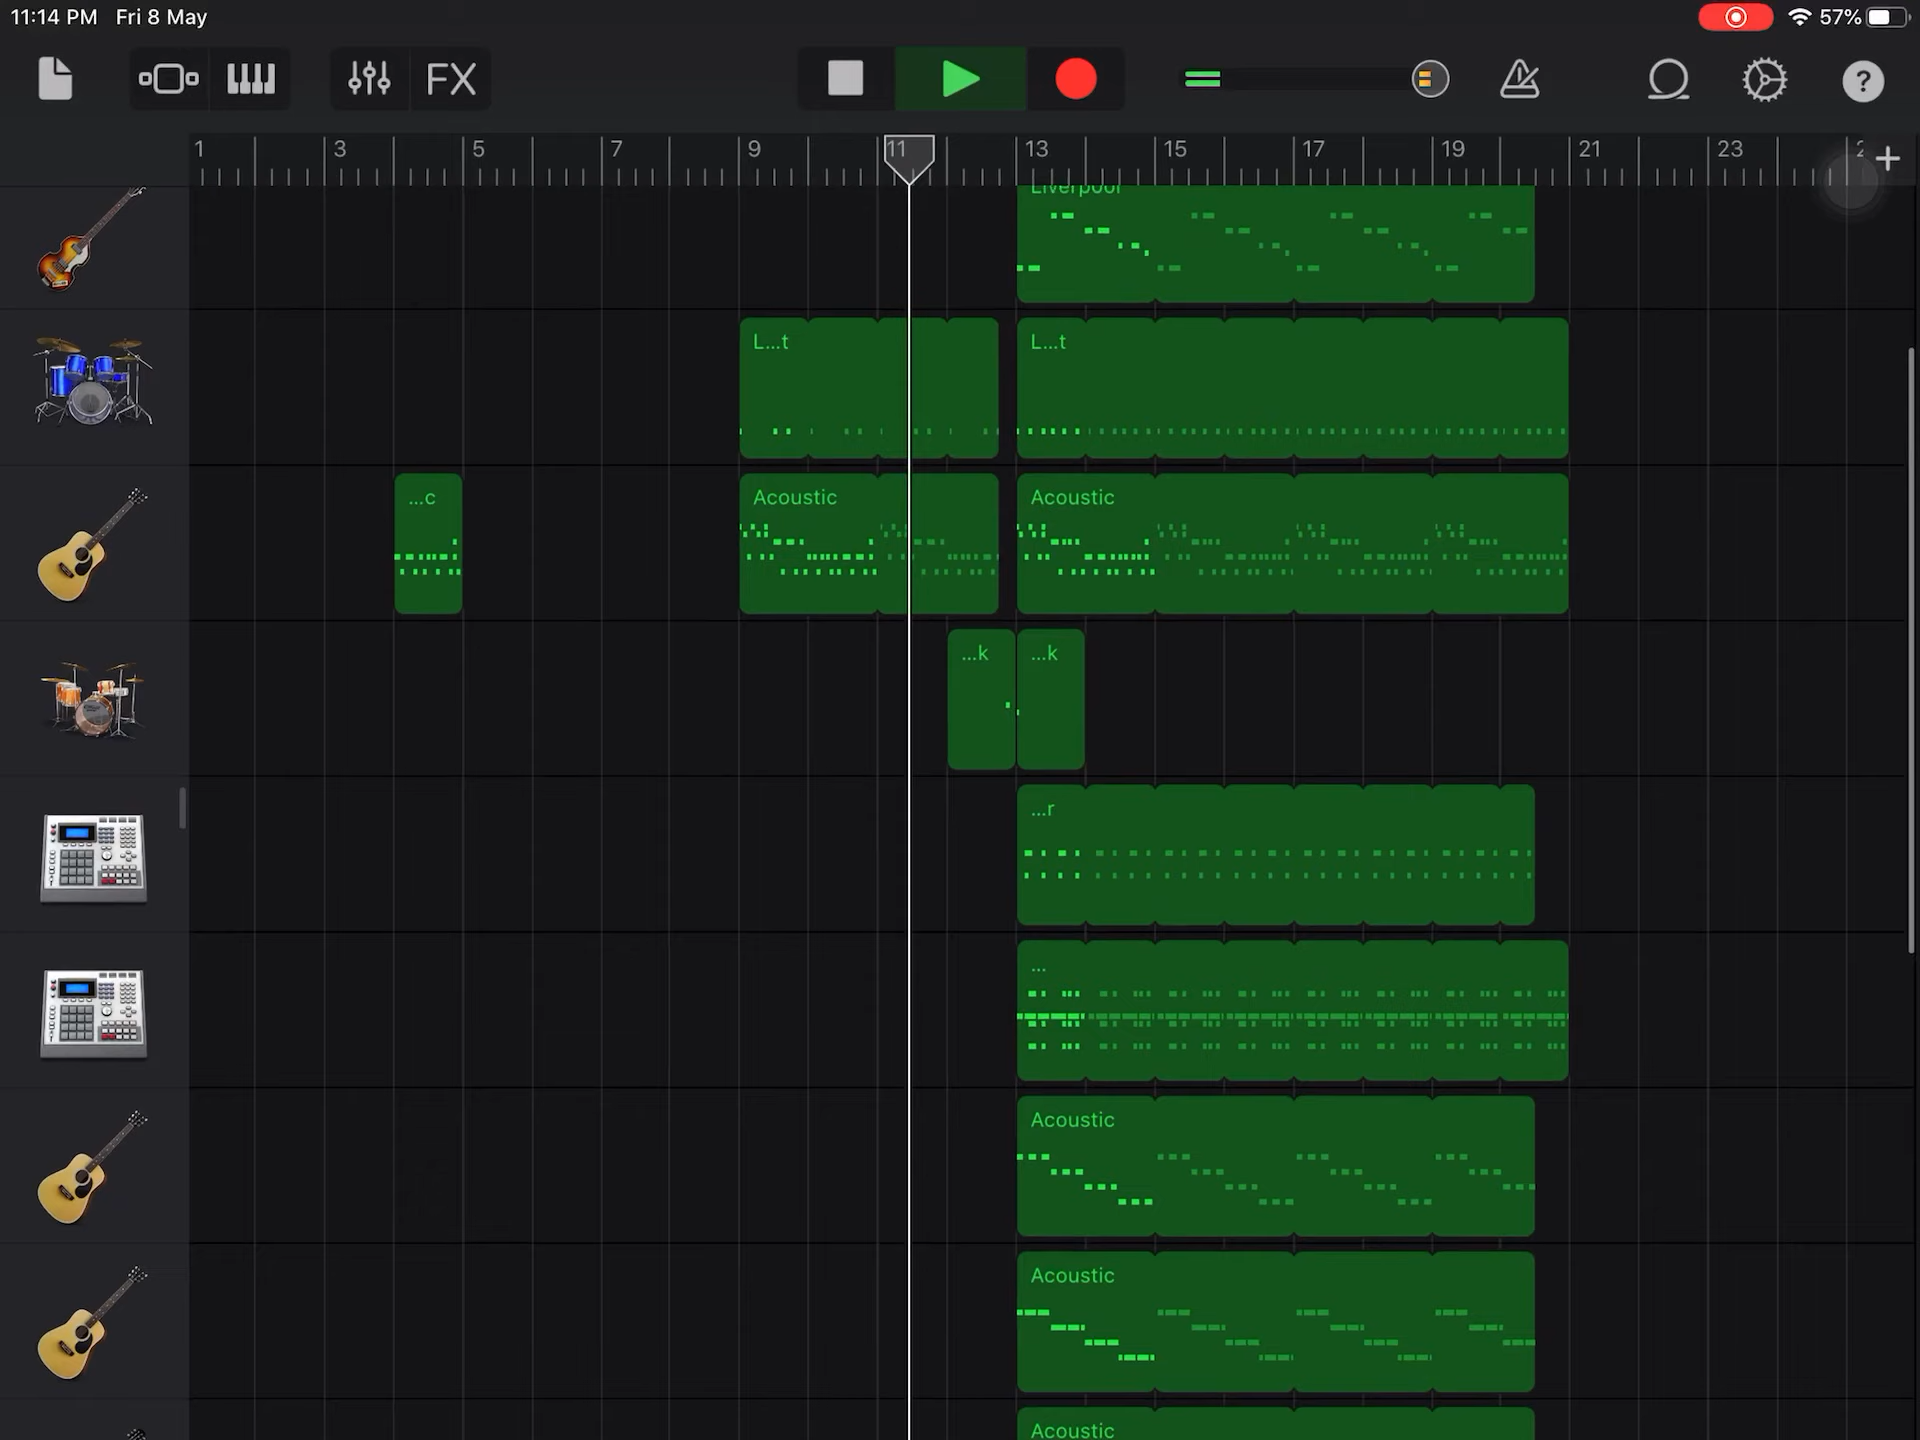 11:14 PM Fri 8 May
57%
FX
?
1 3 5 7 9 11 13 15 17 19 21 23
Liverpool
L...t L...t
...c Acoustic Acoustic
...k ...k
...r
...
Acoustic
Acoustic
Acoustic